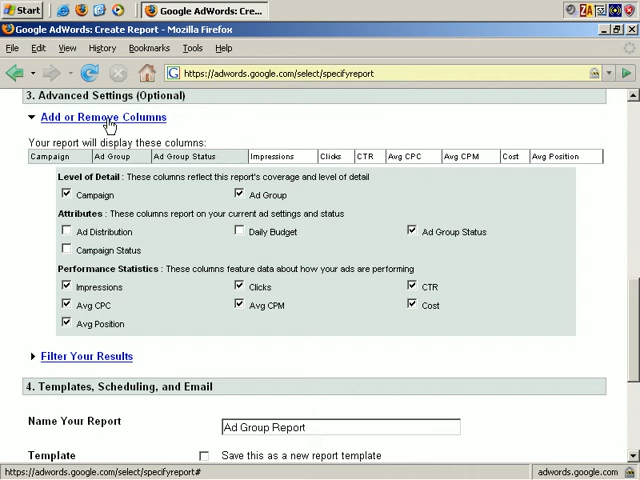 Start
Google AdWords: Crec...
Google AdWords: Create Report - Mozilla Firefox
File Edit View History Bookmarks Tools Help
https://adwords.google.com/select/specifyreport
3. Advanced Settings (Optional)
Add or Remove Columns
Your report will display these columns:
Campaign Ad Group Ad Group Status Impressions Clicks CTR Avg CPC Avg CPM Cost Avg Position
Level of Detail : These columns reflect this report's coverage and level of detail
Campaign Ad Group
Attributes : These columns report on your current ad settings and status
Ad Distribution Daily Budget Ad Group Status
Campaign Status
Performance Statistics : These columns feature data about how your ads are performing
Impressions Clicks CTR
Avg CPC Avg CPM Cost
Avg Position
Filter Your Results
4. Templates, Scheduling, and Email
Name Your Report Ad Group Report
Template Save this as a new report template
https://adwords.google.com/select/specifyreport# adwords.google.com